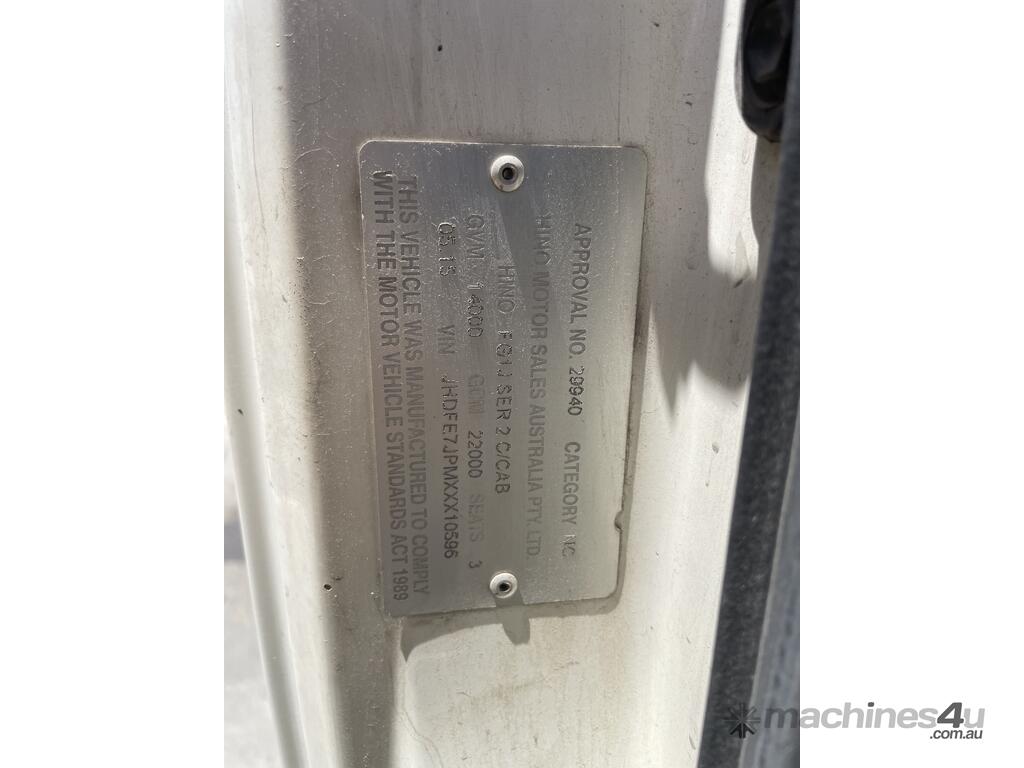 APPROVAL NO. 29940 CATEGORY NC
HINO MOTOR SALES AUSTRALIA PTY. LTD.
HINO FG1J SER 2 C/CAB
GVM 14000 GCM 22000 SEATS 3
05.15 VIN JHDFE7JPMXXX10596
THIS VEHICLE WAS MANUFACTURED TO COMPLY
WITH THE MOTOR VEHICLE STANDARDS ACT 1989
machines4u
.com.au